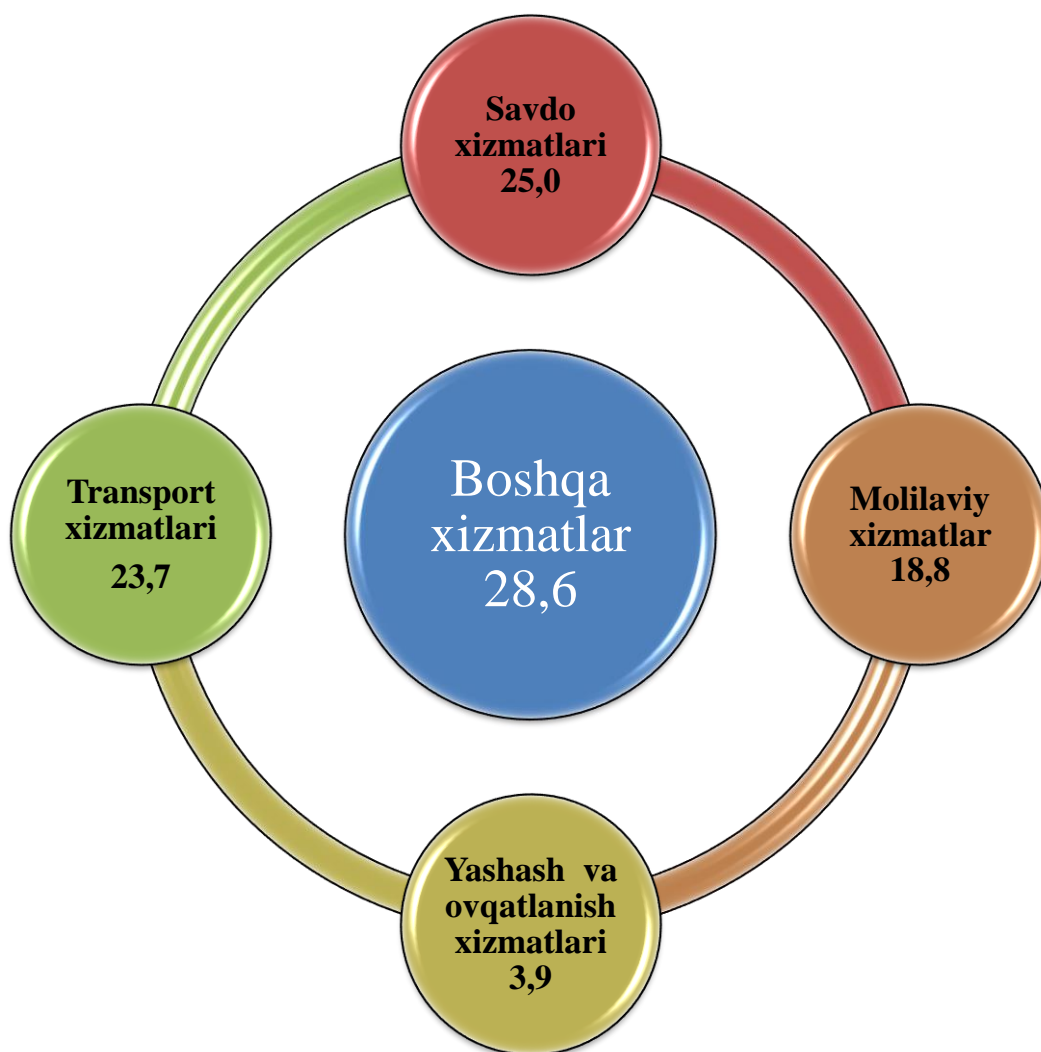 Savdo
xizmatlari
25,0
Transport
xizmatlari
23,7
Boshqa
xizmatlar
28,6
Molilaviy
xizmatlar
18,8
Yashash va
ovqatlanish
xizmatlari
3,9